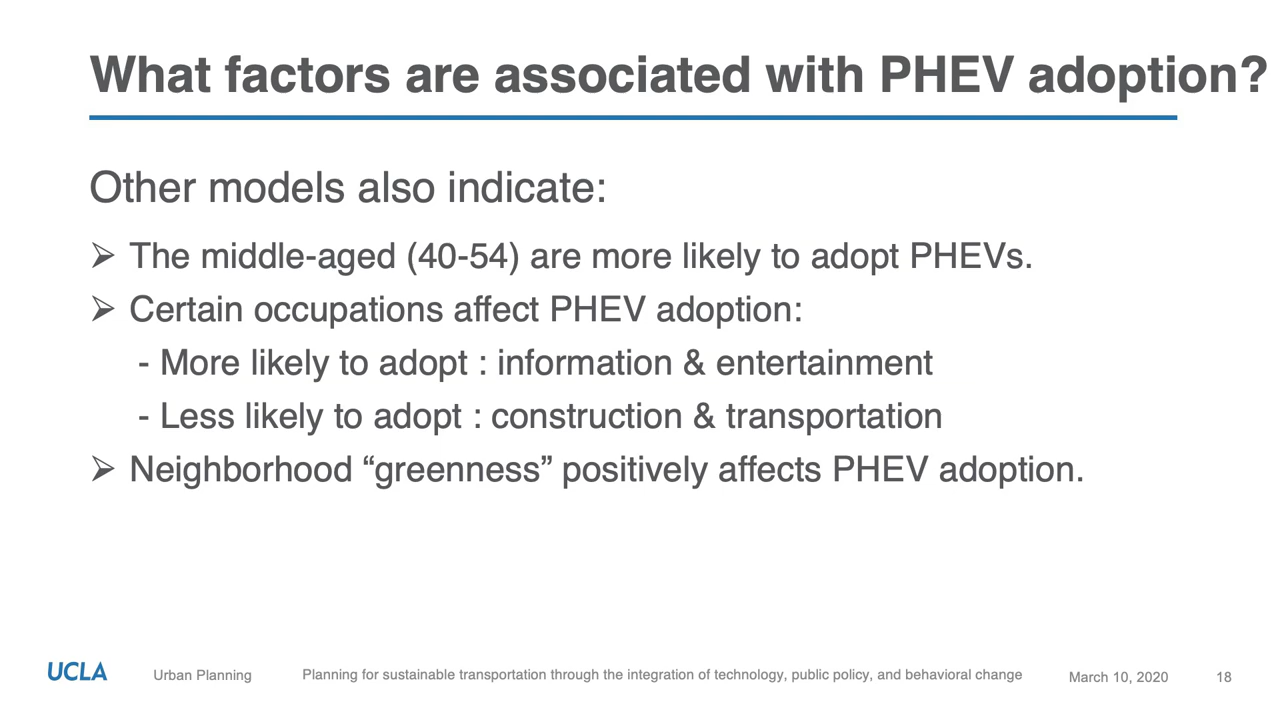 What factors are associated with PHEV adoption?
Other models also indicate:
➢ The middle-aged (40-54) are more likely to adopt PHEVs.
➢ Certain occupations affect PHEV adoption:
- More likely to adopt : information & entertainment
- Less likely to adopt : construction & transportation
➢ Neighborhood “greenness” positively affects PHEV adoption.
UCLA Urban Planning Planning for sustainable transportation through the integration of technology, public policy, and behavioral change March 10, 2020 18